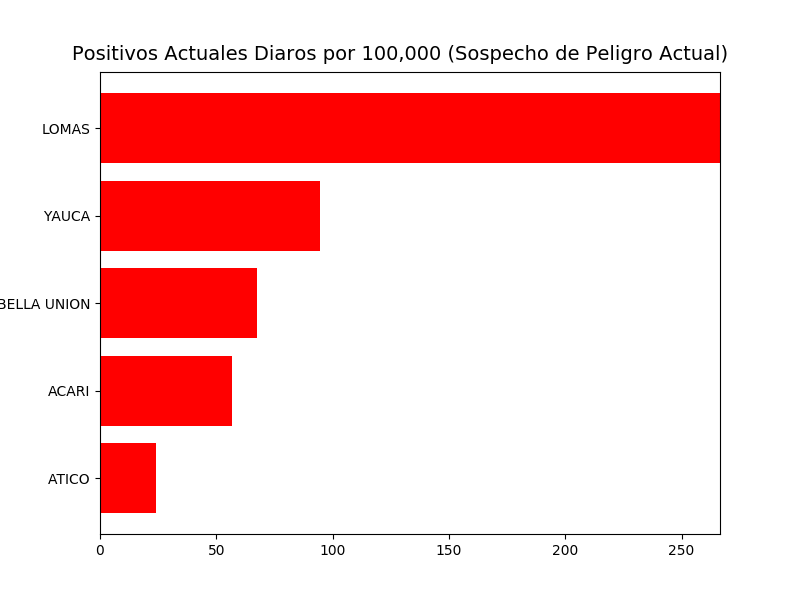 Positivos Actuales Diaros por 100,000 (Sospecho de Peligro Actual)
LOMAS
YAUCA
BELLA UNION
ACARI
ATICO
0 50 100 150 200 250